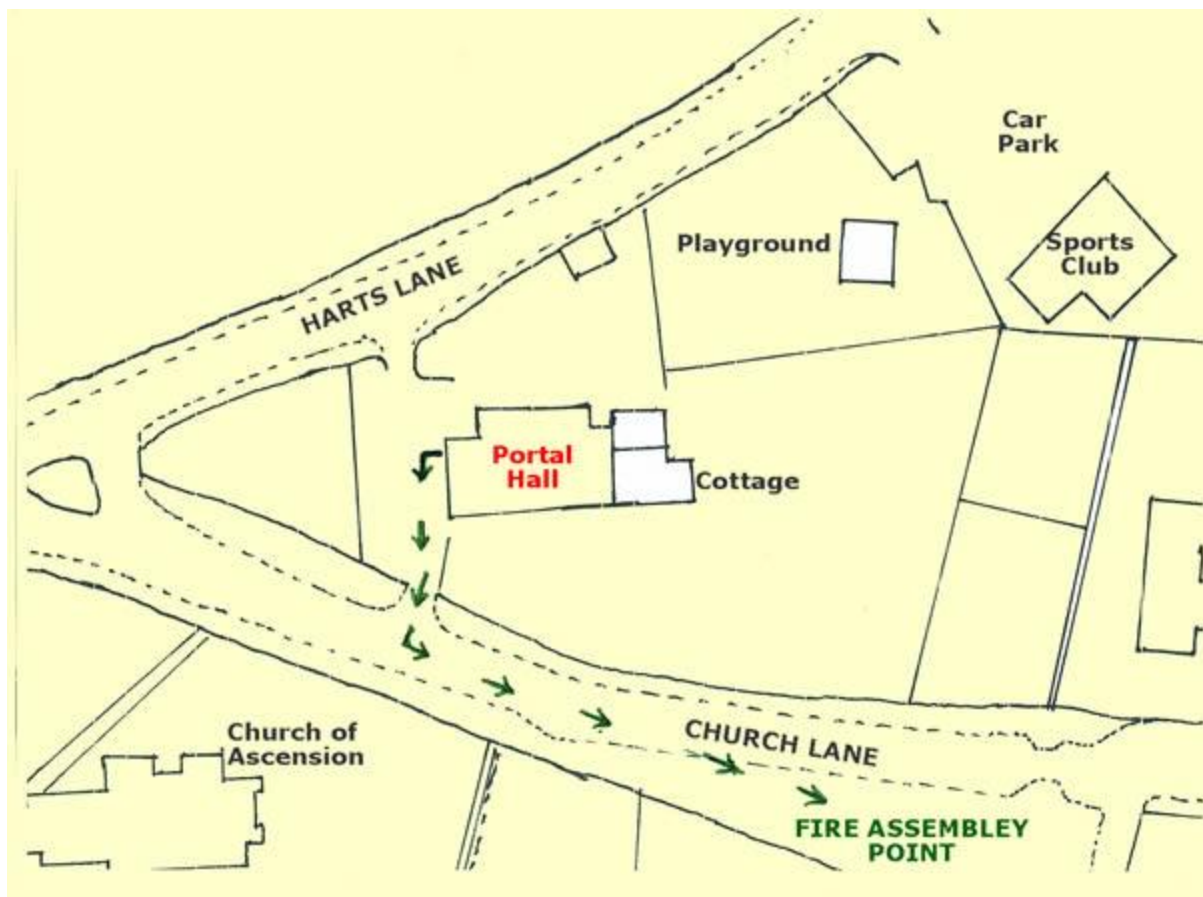 Car
Park
Playground
Sports
Club
HARTS LANE
Portal
Hall
Cottage
Church of
Ascension
CHURCH LANE
FIRE ASSEMBLEY
POINT